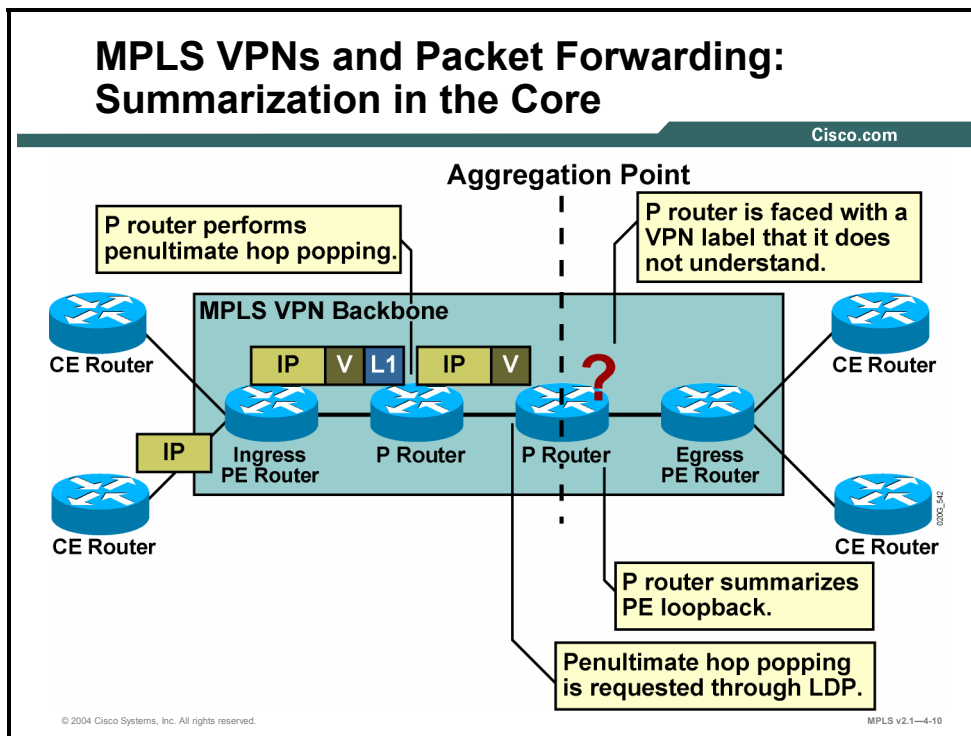 MPLS VPNs and Packet Forwarding:
Summarization in the Core
Cisco.com
Aggregation Point
P router performs
penultimate hop popping.
P router is faced with a
VPN label that it does
not understand.
MPLS VPN Backbone
CE Router
CE Router
IP V L1
IP V
?
IP
Ingress
PE Router
P Router
P Router
Egress
PE Router
CE Router
CE Router
020G_542
P router summarizes
PE loopback.
Penultimate hop popping
is requested through LDP.
© 2004 Cisco Systems, Inc. All rights reserved.
MPLS v2.1—4-10